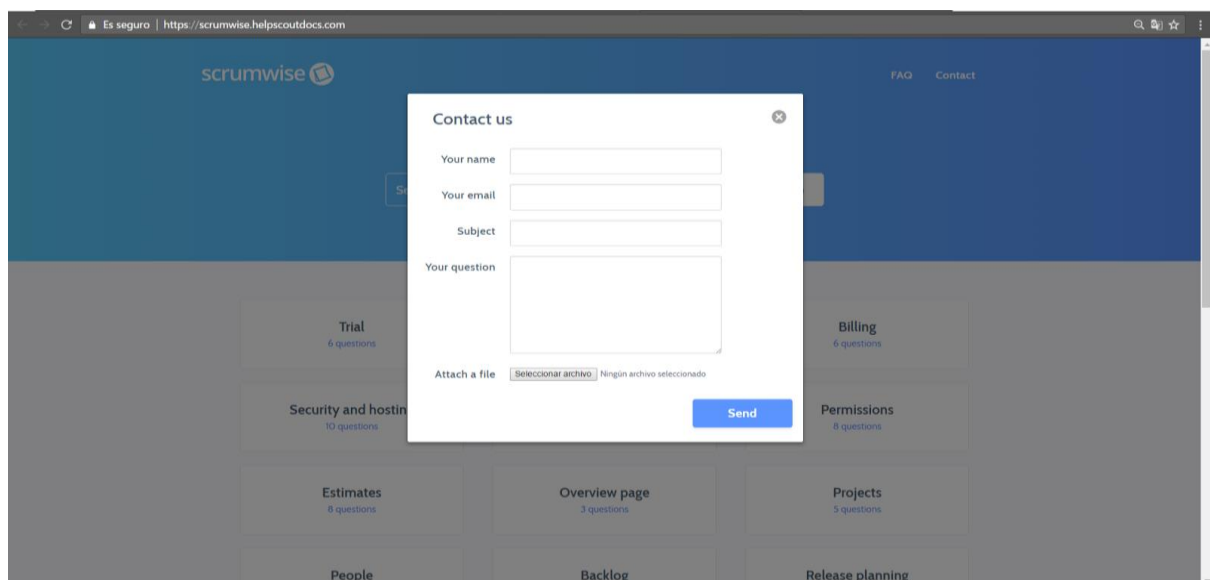 Es seguro | https://scrumwise.helpscoutdocs.com
scrumwise
FAQ Contact
Contact us
Your name
Your email
Subject
Your question
Attach a file Seleccionar archivo Ningún archivo seleccionado
Send
Trial
6 questions
Billing
6 questions
Security and hostin
10 questions
Permissions
8 questions
Estimates
8 questions
Overview page
3 questions
Projects
5 questions
People
Backlog
Release planning